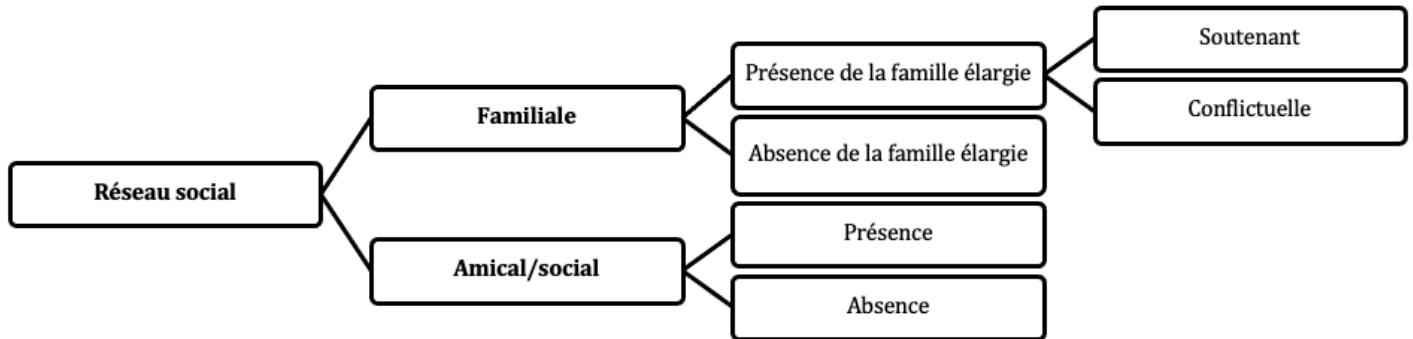 Réseau social
Familiale
Présence de la famille élargie
Soutenant
Conflictuelle
Absence de la famille élargie
Amical/social
Présence
Absence